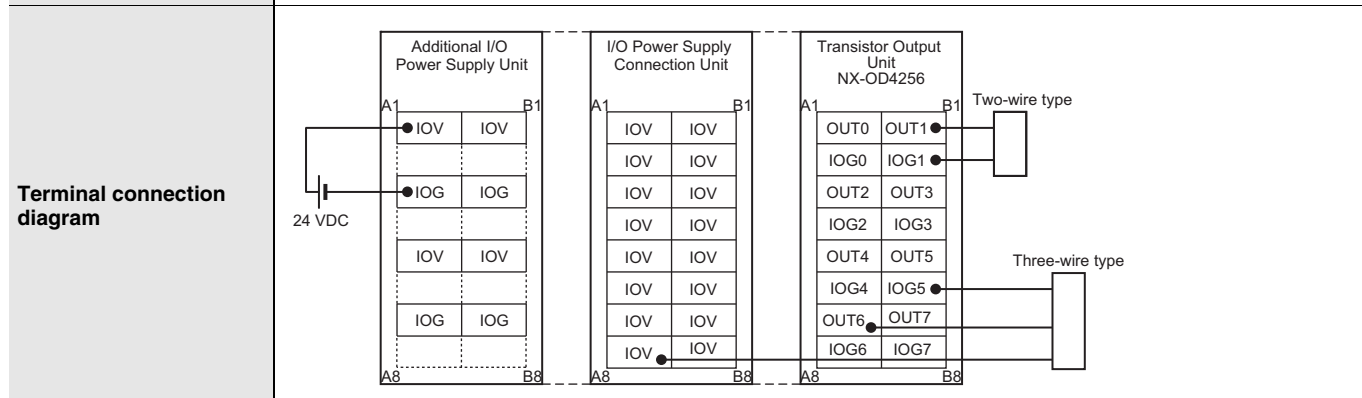 Terminal connection
diagram
Additional I/O
Power Supply Unit
A1 B1
IOV IOV
IOG IOG
IOV IOV
IOG IOG
A8 B8
24 VDC
I/O Power Supply
Connection Unit
A1 B1
IOV IOV
IOV IOV
IOV IOV
IOV IOV
IOV IOV
IOV IOV
IOV IOV
IOV IOV
A8 B8
Transistor Output
Unit
NX-OD4256
A1 B1
OUT0 OUT1
IOG0 IOG1
OUT2 OUT3
IOG2 IOG3
OUT4 OUT5
IOG4 IOG5
OUT6 OUT7
IOG6 IOG7
A8 B8
Two-wire type
Three-wire type